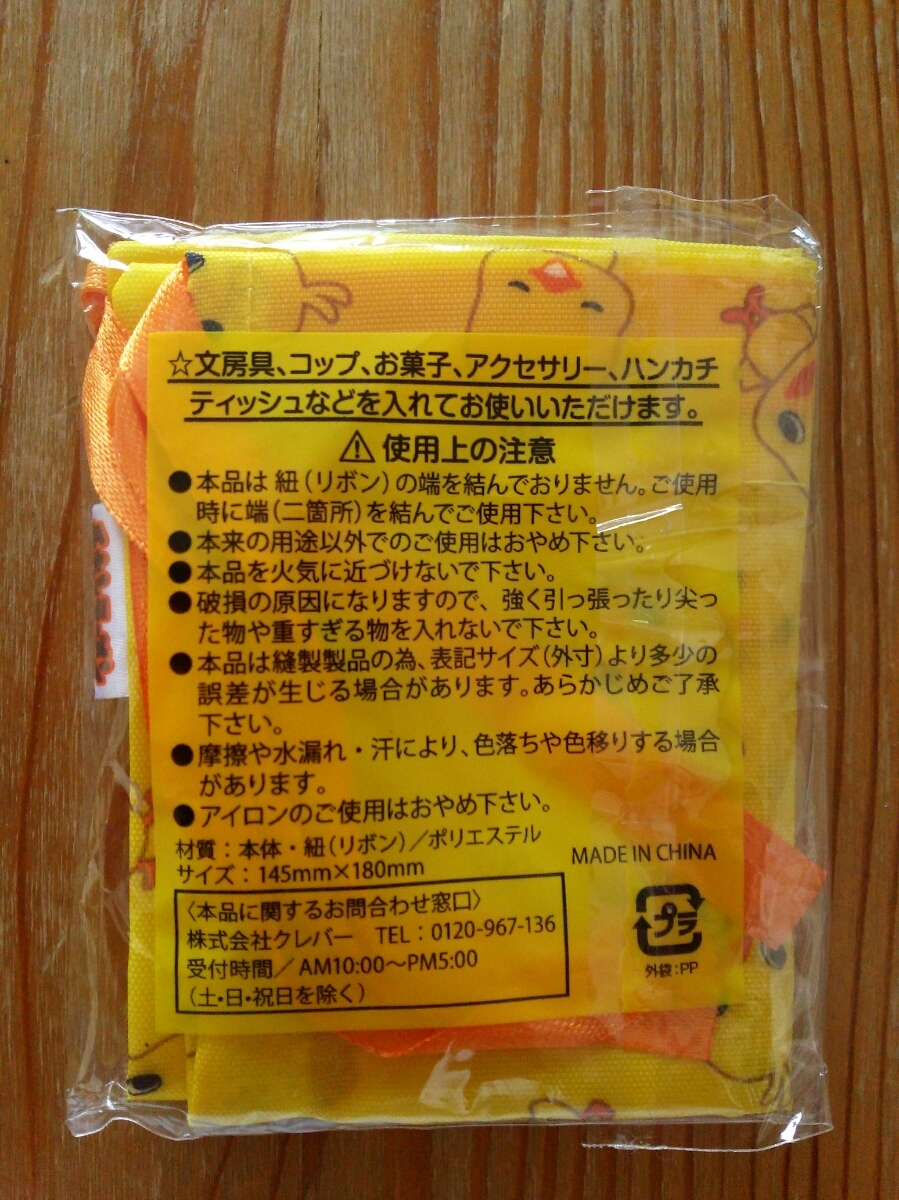 ☆文房具、コップ、お菓子、アクセサリー、ハンカチ
ティッシュなどを入れてお使いいただけます。
⚠ 使用上の注意
●本品は 紐（リボン）の端を結んでおりません。ご使用
時に端（二箇所）を結んでご使用下さい。
●本来の用途以外でのご使用はおやめ下さい。
●本品を火気に近づけないで下さい。
●破損の原因になりますので、強く引っ張ったり尖っ
た物や重すぎる物を入れないで下さい。
●本品は縫製製品の為、表記サイズ（外寸）より多少の
誤差が生じる場合があります。あらかじめご了承
下さい。
●摩擦や水漏れ・汗により、色落ちや色移りする場合
があります。
●アイロンのご使用はおやめ下さい。
材質：本体・紐（リボン）／ポリエステル
サイズ：145mm×180mm
MADE IN CHINA
〈本品に関するお問合わせ窓口〉
株式会社クレバー　TEL：0120-967-136
受付時間／AM10:00～PM5:00
（土・日・祝日を除く）
プラ
外袋：PP